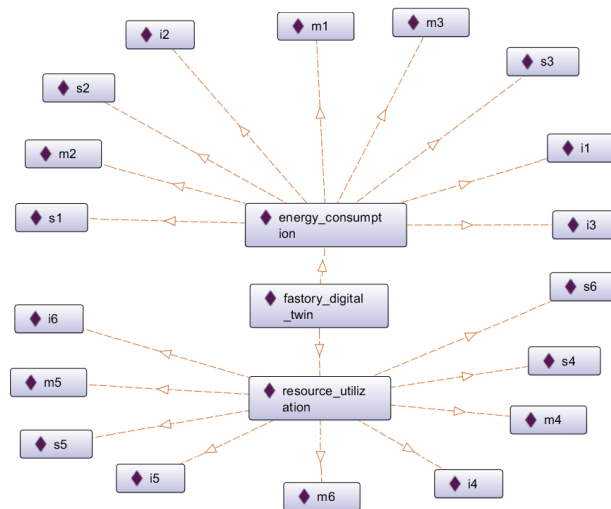 m1
m3
i2
s3
s2
i1
m2
s1
energy_consumpt
ion
i3
fastory_digital
_twin
s6
i6
s4
m5
resource_utiliz
ation
m4
s5
i5
i4
m6